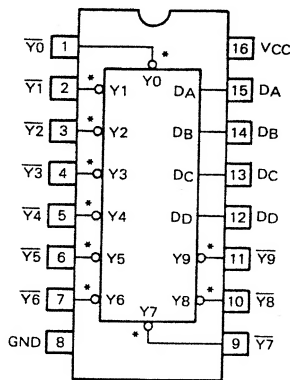 Y0 1 * 16 VCC
Y0
Y1 2 * Y1 DA 15 DA
Y2 3 * Y2 DB 14 DB
Y3 4 * Y3 DC 13 DC
Y4 5 * Y4 DD 12 DD
Y5 6 * Y5 Y9 * 11 Y9
Y6 7 * Y6 Y8 * 10 Y8
Y7
GND 8 * 9 Y7